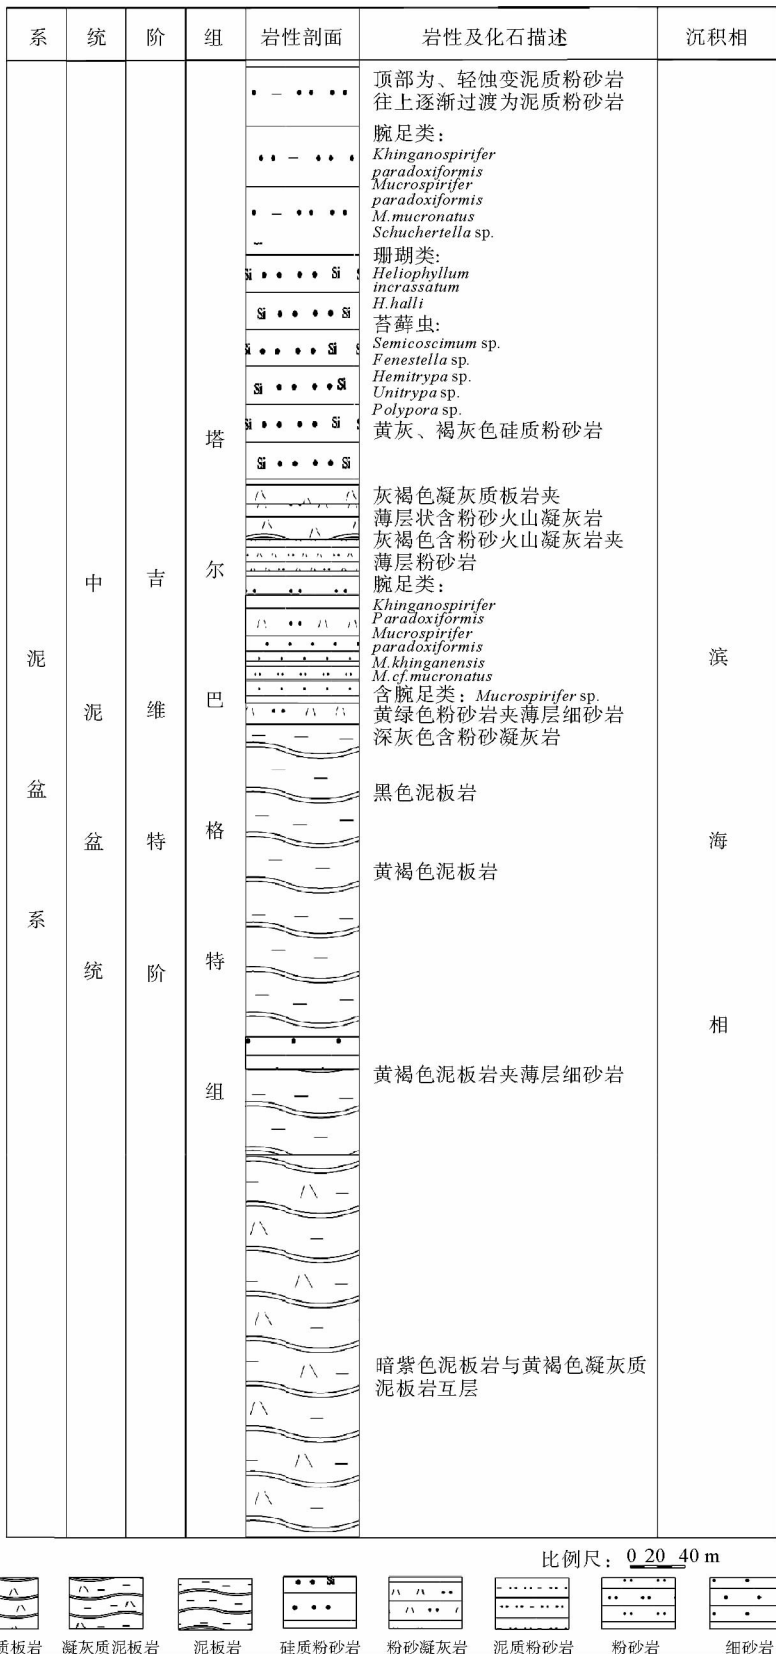 系 统 阶 组 岩性剖面 岩性及化石描述 沉积相
泥盆系
中泥盆统
吉维特阶
塔尔巴格特组
顶部为、轻蚀变泥质粉砂岩
往上逐渐过渡为泥质粉砂岩
腕足类：
Khinganospirifer
paradoxiformis
Mucrospirifer
paradoxiformis
M.mucronatus
Schuchertella sp.
珊瑚类:
Heliophyllum
incrassatum
H.halli
苔藓虫:
Semicoscimum sp.
Fenestella sp.
Hemitrypa sp.
Unitrypa sp.
Polypora sp.
黄灰、褐灰色硅质粉砂岩
灰褐色凝灰质板岩夹
薄层状含粉砂火山凝灰岩
灰褐色含粉砂火山凝灰岩夹
薄层粉砂岩
腕足类：
Khinganospirifer
Paradoxiformis
Mucrospirifer
paradoxiformis
M.khinganensis
M.cf.mucronatus
含腕足类：Mucrospirifer sp.
黄绿色粉砂岩夹薄层细砂岩
深灰色含粉砂凝灰岩
黑色泥板岩
黄褐色泥板岩
黄褐色泥板岩夹薄层细砂岩
暗紫色泥板岩与黄褐色凝灰质
泥板岩互层
滨海相
Si Si
Si Si
Si Si
Si Si
Si Si
Si Si
比例尺：0 20 40 m
Si
质板岩 凝灰质泥板岩 泥板岩 硅质粉砂岩 粉砂凝灰岩 泥质粉砂岩 粉砂岩 细砂岩